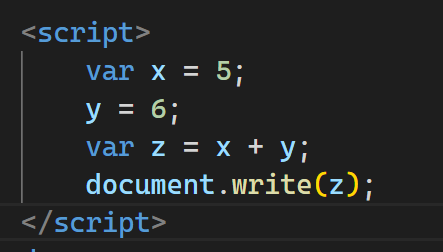 <script>
    var x = 5;
    y = 6;
    var z = x + y;
    document.write(z);
</script>